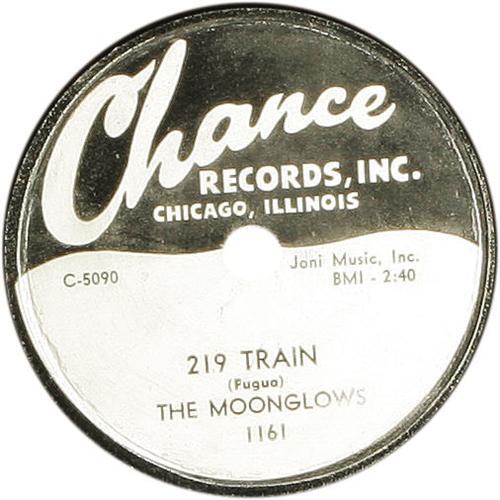 Chance
RECORDS, INC.
CHICAGO, ILLINOIS
C-5090
Joni Music, Inc.
BMI - 2:40
219 TRAIN
(Fugua)
THE MOONGLOWS
1161